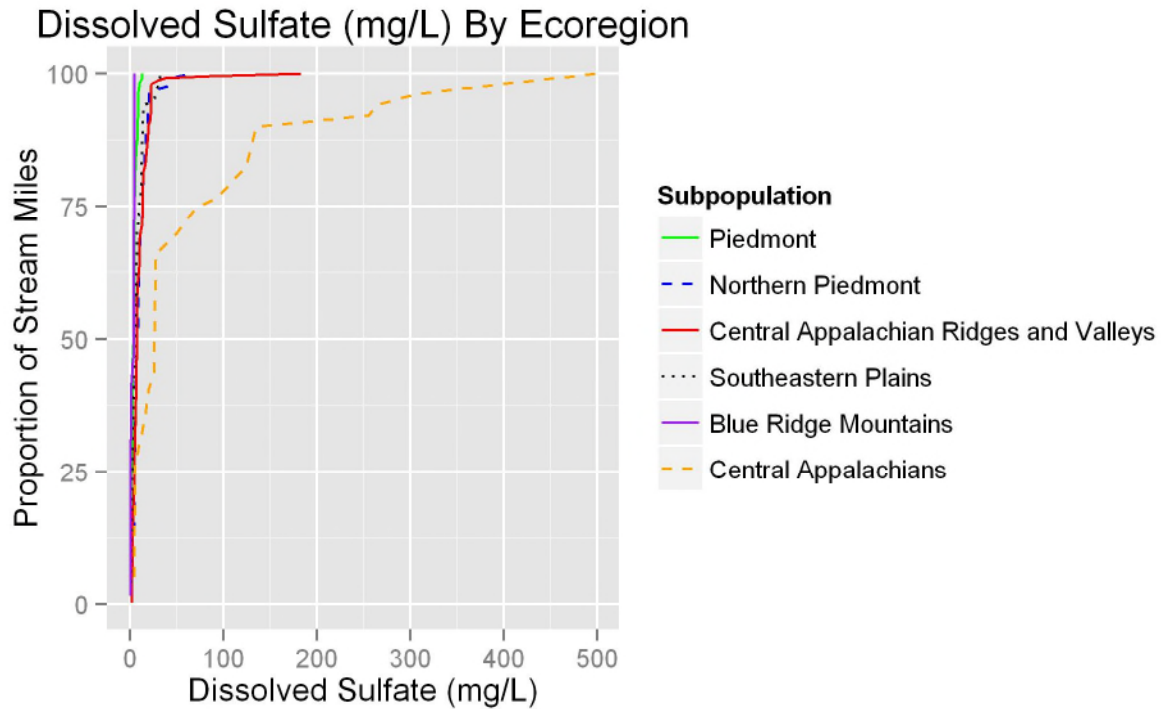 Dissolved Sulfate (mg/L) By Ecoregion
Proportion of Stream Miles
100
75
50
25
0
0 100 200 300 400 500
Dissolved Sulfate (mg/L)
Subpopulation
Piedmont
Northern Piedmont
Central Appalachian Ridges and Valleys
Southeastern Plains
Blue Ridge Mountains
Central Appalachians